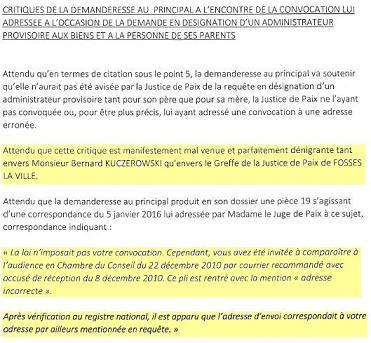 CRITIQUES DE LA DEMANDERESSE AU PRINCIPAL A L'ENCONTRE DE LA CONVOCATION LUI
ADRESSEE A L'OCCASION DE LA DEMANDE EN DESIGNATION D'UN ADMINISTRATEUR
PROVISOIRE AUX BIENS ET A LA PERSONNE DE SES PARENTS
Attendu qu'en termes de citation sous le point 5, la demanderesse au principal va soutenir
qu'elle n'aurait pas été avisée par la Justice de Paix de la requête en désignation d'un
administrateur provisoire tant pour son père que pour sa mère, la Justice de Paix ne l'ayant
pas convoquée ou, pour être plus précis, lui ayant adressé une convocation à une adresse
erronée.
Attendu que cette critique est manifestement mal venue et parfaitement dénigrante tant
envers Monsieur Bernard KUCZEROWSKI qu'envers le Greffe de la Justice de Paix de FOSSES
LA VILLE.
Attendu que la demanderesse au principal produit en son dossier une pièce 19 s'agissant
d'une correspondance du 5 janvier 2016 lui adressée par Madame le Juge de Paix à ce sujet,
correspondance indiquant :
« La loi n'imposait pas votre convocation. Cependant, vous avez été invitée à comparaître à
l'audience en Chambre du Conseil du 22 décembre 2010 par courrier recommandé avec
accusé de réception du 8 décembre 2010. Ce pli est rentré avec la mention « adresse
incorrecte ».
Après vérification au registre national, il est apparu que l'adresse d'envoi correspondait à votre
adresse par ailleurs mentionnée en requête. »